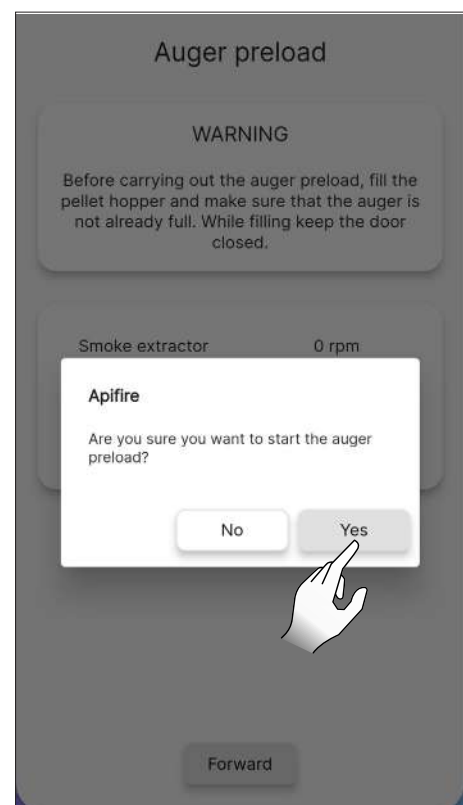 Auger preload
WARNING
Before carrying out the auger preload, fill the
pellet hopper and make sure that the auger is
not already full. While filling keep the door
closed.
Smoke extractor 0 rpm
Apifire
Are you sure you want to start the auger
preload?
No Yes
Forward